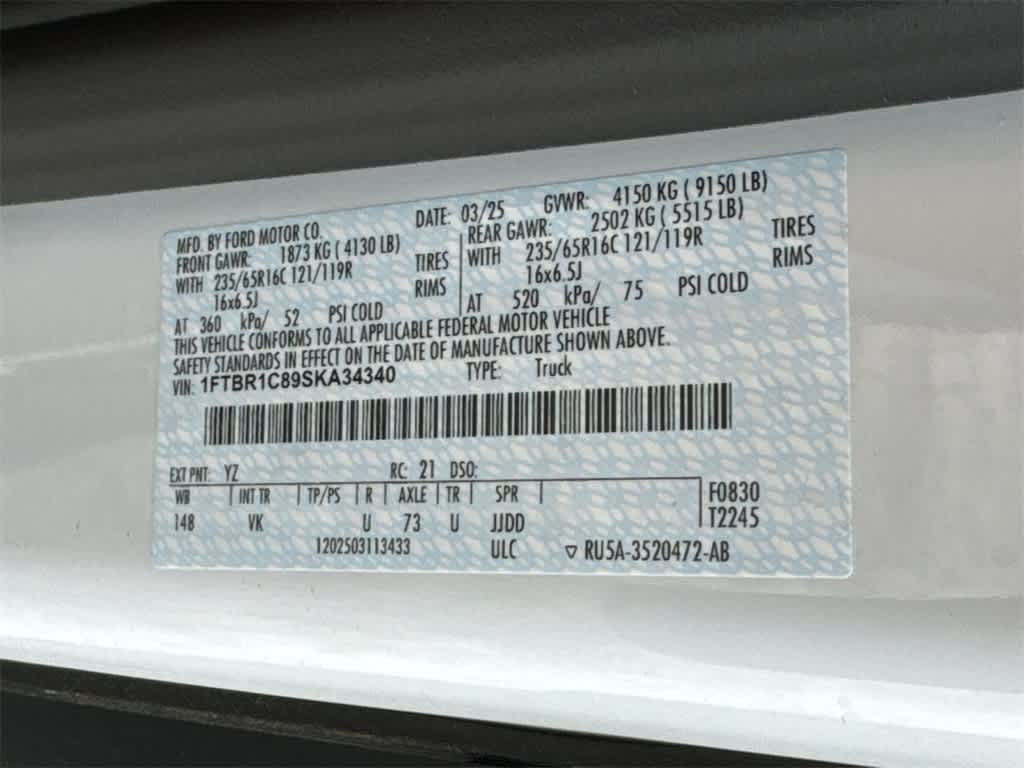 MFD. BY FORD MOTOR CO. DATE: 03/25 GVWR: 4150 KG ( 9150 LB)
FRONT GAWR: 1873 KG ( 4130 LB) REAR GAWR: 2502 KG ( 5515 LB)
WITH 235/65R16C 121/119R TIRES WITH 235/65R16C 121/119R TIRES
16x6.5J RIMS 16x6.5J RIMS
AT 360 kPa/ 52 PSI COLD AT 520 kPa/ 75 PSI COLD
THIS VEHICLE CONFORMS TO ALL APPLICABLE FEDERAL MOTOR VEHICLE
SAFETY STANDARDS IN EFFECT ON THE DATE OF MANUFACTURE SHOWN ABOVE.
VIN: 1FTBR1C89SKA34340 TYPE: Truck
EXT PNT: YZ RC: 21 DSO:
WB INT TR TP/PS R AXLE TR SPR F0830
148 VK U 73 U JJDD T2245
1202503113433 ULC ▽ RU5A-3520472-AB